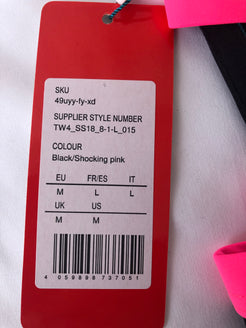 SKU
49uyy-fy-xd
SUPPLIER STYLE NUMBER
TW4_SS18_8-1-L_015
COLOUR
Black/Shocking pink
EU FR/ES IT
M L L
UK US
M M
4 059898 737051